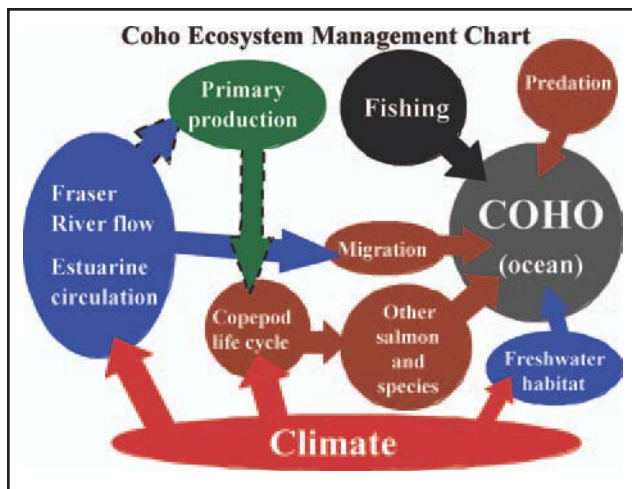 Coho Ecosystem Management Chart
Primary
production
Fishing
Predation
Fraser
River flow
Estuarine
circulation
Migration
COHO
(ocean)
Copepod
life cycle
Other
salmon
and
species
Freshwater
habitat
Climate